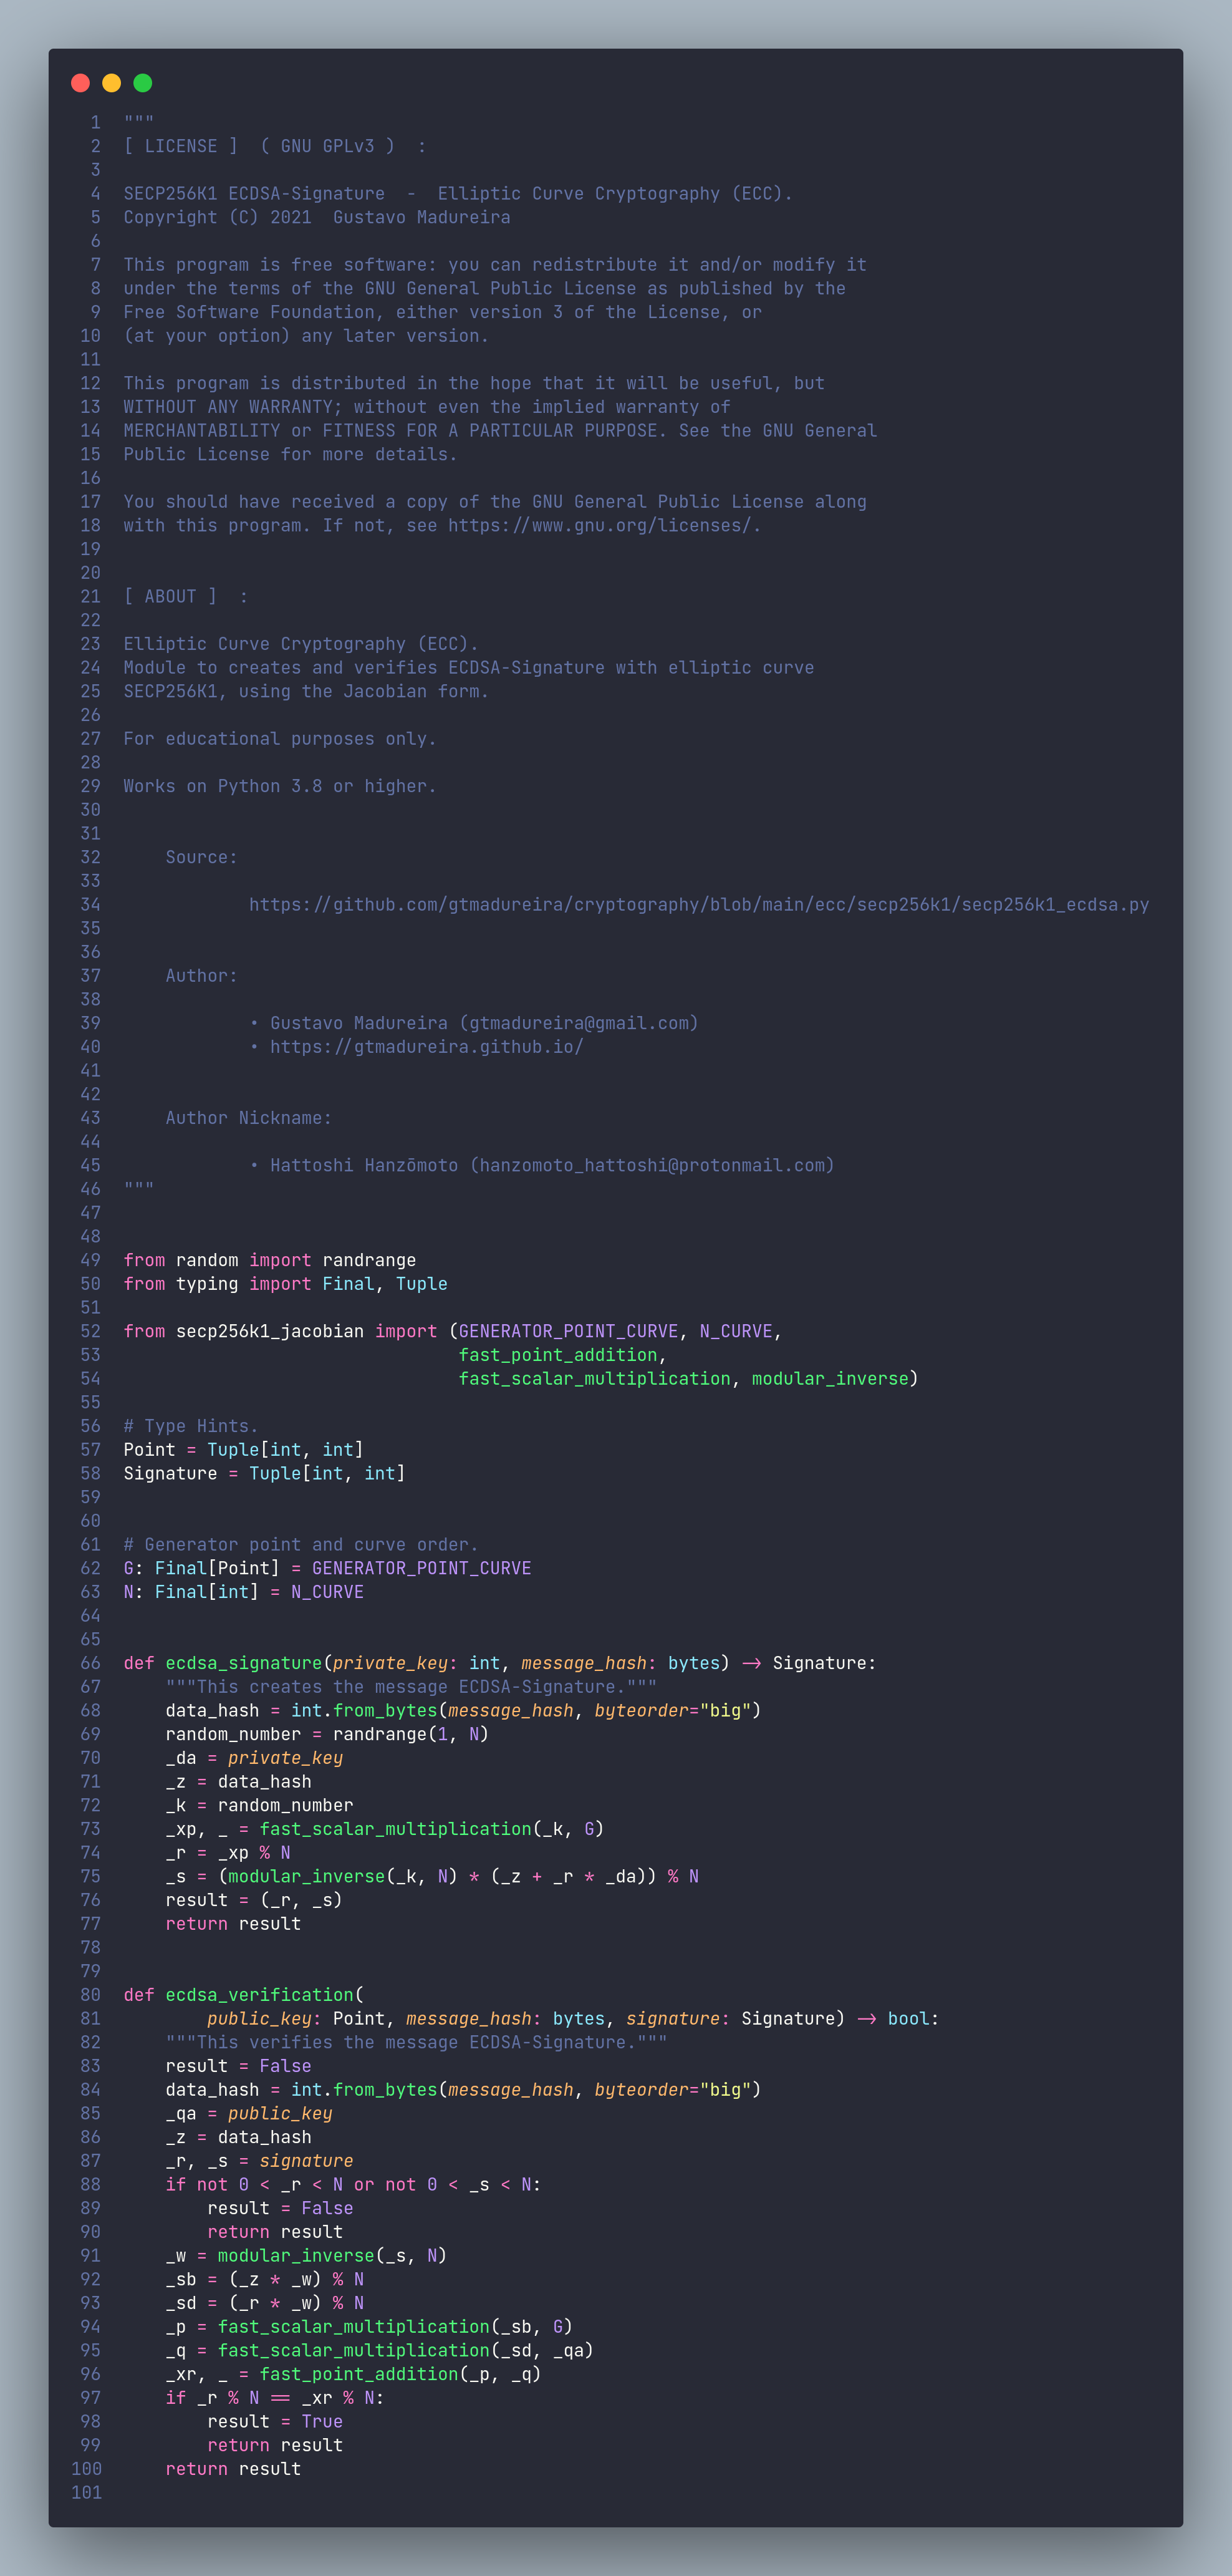 1 """
2 [ LICENSE ]  ( GNU GPLv3 )  :
3
4 SECP256K1 ECDSA-Signature  -  Elliptic Curve Cryptography (ECC).
5 Copyright (C) 2021  Gustavo Madureira
6
7 This program is free software: you can redistribute it and/or modify it
8 under the terms of the GNU General Public License as published by the
9 Free Software Foundation, either version 3 of the License, or
10 (at your option) any later version.
11
12 This program is distributed in the hope that it will be useful, but
13 WITHOUT ANY WARRANTY; without even the implied warranty of
14 MERCHANTABILITY or FITNESS FOR A PARTICULAR PURPOSE. See the GNU General
15 Public License for more details.
16
17 You should have received a copy of the GNU General Public License along
18 with this program. If not, see https://www.gnu.org/licenses/.
19
20
21 [ ABOUT ]  :
22
23 Elliptic Curve Cryptography (ECC).
24 Module to creates and verifies ECDSA-Signature with elliptic curve
25 SECP256K1, using the Jacobian form.
26
27 For educational purposes only.
28
29 Works on Python 3.8 or higher.
30
31
32     Source:
33
34             https://github.com/gtmadureira/cryptography/blob/main/ecc/secp256k1/secp256k1_ecdsa.py
35
36
37     Author:
38
39             • Gustavo Madureira (gtmadureira@gmail.com)
40             • https://gtmadureira.github.io/
41
42
43     Author Nickname:
44
45             • Hattoshi Hanzōmoto (hanzomoto_hattoshi@protonmail.com)
46 """
47
48
49 from random import randrange
50 from typing import Final, Tuple
51
52 from secp256k1_jacobian import (GENERATOR_POINT_CURVE, N_CURVE,
53                                 fast_point_addition,
54                                 fast_scalar_multiplication, modular_inverse)
55
56 # Type Hints.
57 Point = Tuple[int, int]
58 Signature = Tuple[int, int]
59
60
61 # Generator point and curve order.
62 G: Final[Point] = GENERATOR_POINT_CURVE
63 N: Final[int] = N_CURVE
64
65
66 def ecdsa_signature(private_key: int, message_hash: bytes) -> Signature:
67     """This creates the message ECDSA-Signature."""
68     data_hash = int.from_bytes(message_hash, byteorder="big")
69     random_number = randrange(1, N)
70     _da = private_key
71     _z = data_hash
72     _k = random_number
73     _xp, _ = fast_scalar_multiplication(_k, G)
74     _r = _xp % N
75     _s = (modular_inverse(_k, N) * (_z + _r * _da)) % N
76     result = (_r, _s)
77     return result
78
79
80 def ecdsa_verification(
81         public_key: Point, message_hash: bytes, signature: Signature) -> bool:
82     """This verifies the message ECDSA-Signature."""
83     result = False
84     data_hash = int.from_bytes(message_hash, byteorder="big")
85     _qa = public_key
86     _z = data_hash
87     _r, _s = signature
88     if not 0 < _r < N or not 0 < _s < N:
89         result = False
90         return result
91     _w = modular_inverse(_s, N)
92     _sb = (_z * _w) % N
93     _sd = (_r * _w) % N
94     _p = fast_scalar_multiplication(_sb, G)
95     _q = fast_scalar_multiplication(_sd, _qa)
96     _xr, _ = fast_point_addition(_p, _q)
97     if _r % N == _xr % N:
98         result = True
99         return result
100     return result
101